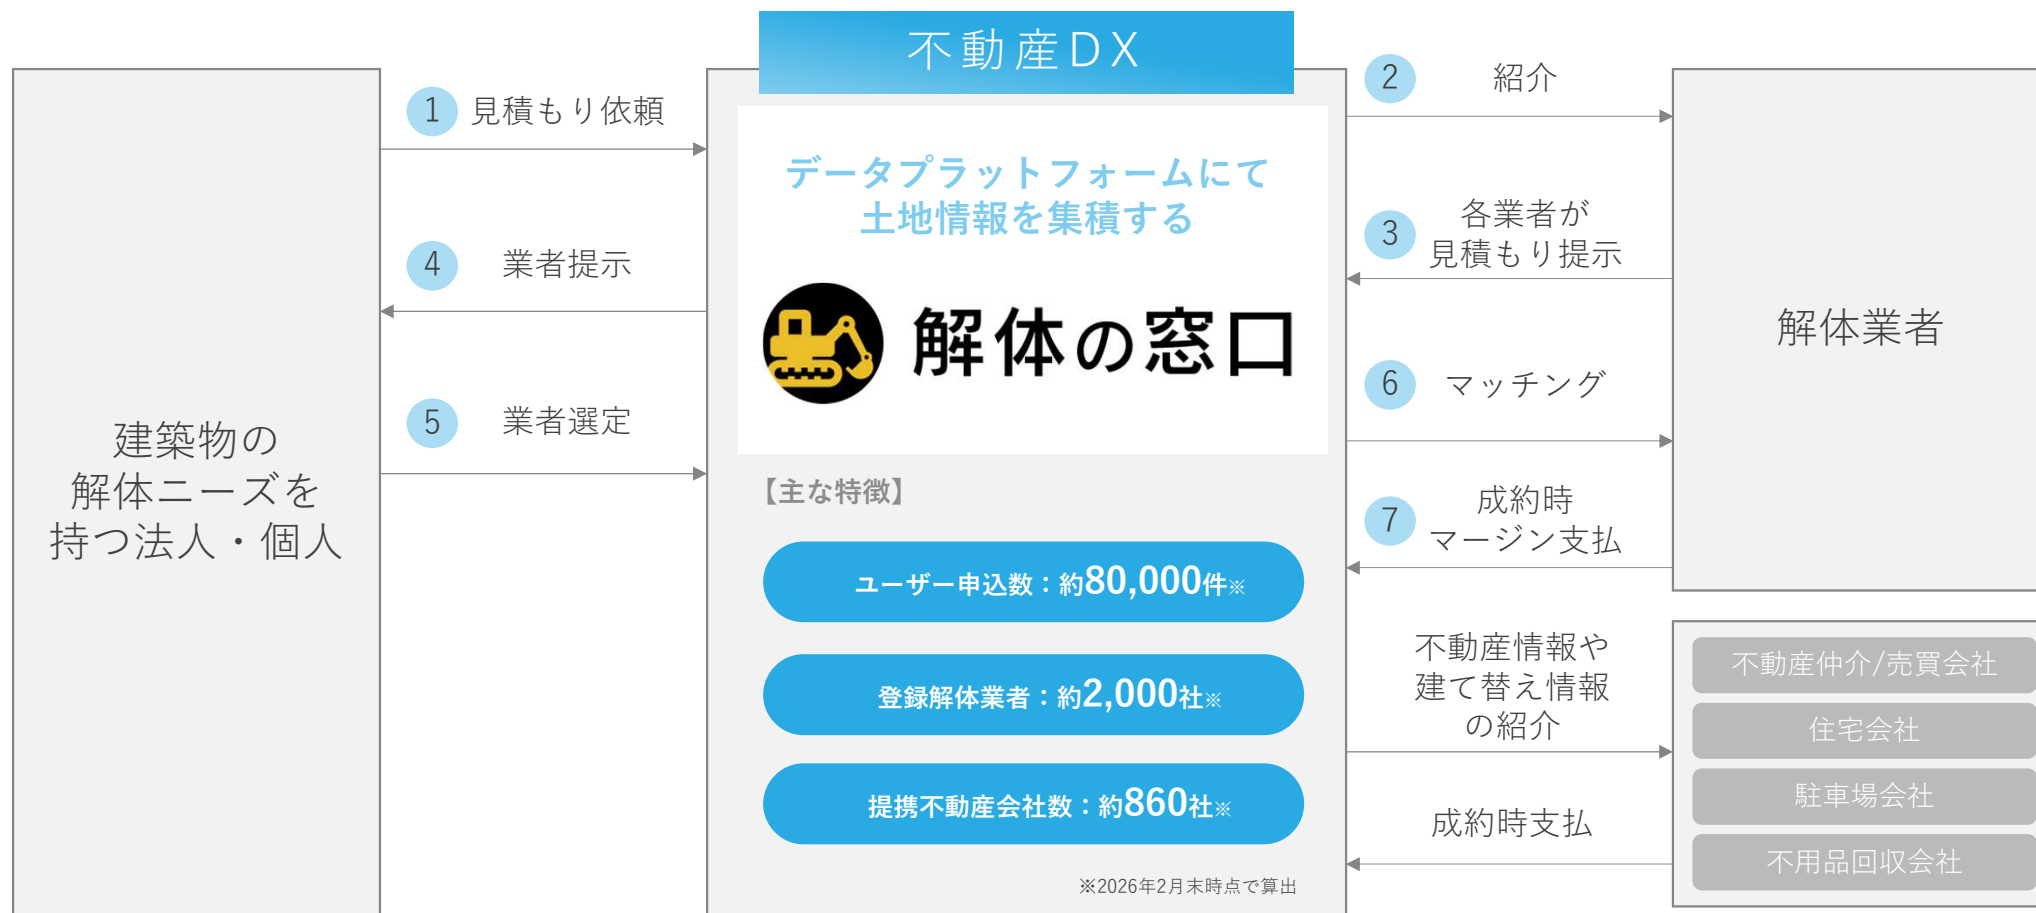 不動産DX
建築物の
解体ニーズを
持つ法人・個人
1 見積もり依頼
4 業者提示
5 業者選定
データプラットフォームにて
土地情報を集積する
解体の窓口
【主な特徴】
ユーザー申込数：約80,000件※
登録解体業者：約2,000社※
提携不動産会社数：約860社※
※2026年2月末時点で算出
2 紹介
3 各業者が
見積もり提示
6 マッチング
7 成約時
マージン支払
不動産情報や
建て替え情報
の紹介
成約時支払
解体業者
不動産仲介/売買会社
住宅会社
駐車場会社
不用品回収会社